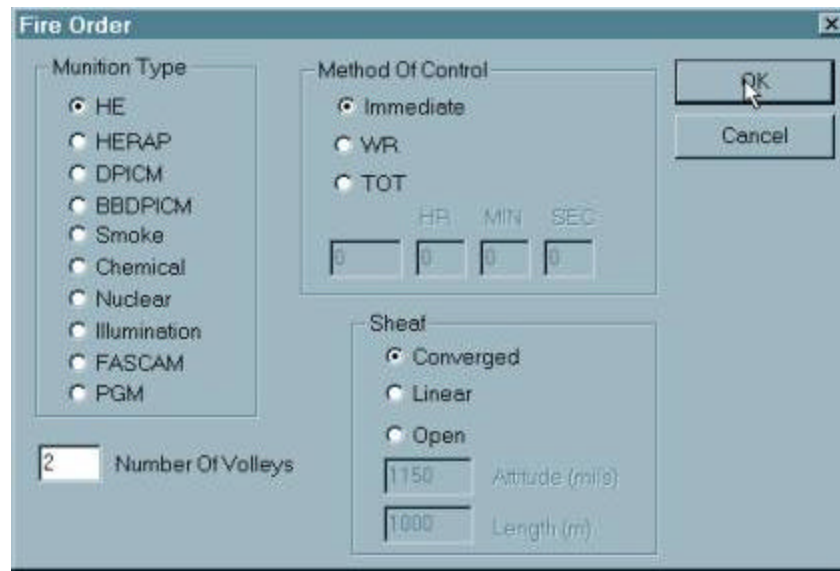 Fire Order
Munition Type
HE
HERAP
DPICM
BBDPICM
Smoke
Chemical
Nuclear
Illumination
FASCAM
PGM
2 Number Of Volleys
Method Of Control
Immediate
WR
TOT
HR MIN SEC
0 0 0 0
Sheaf
Converged
Linear
Open
1150 Attitude (mils)
1000 Length (m)
OK
Cancel